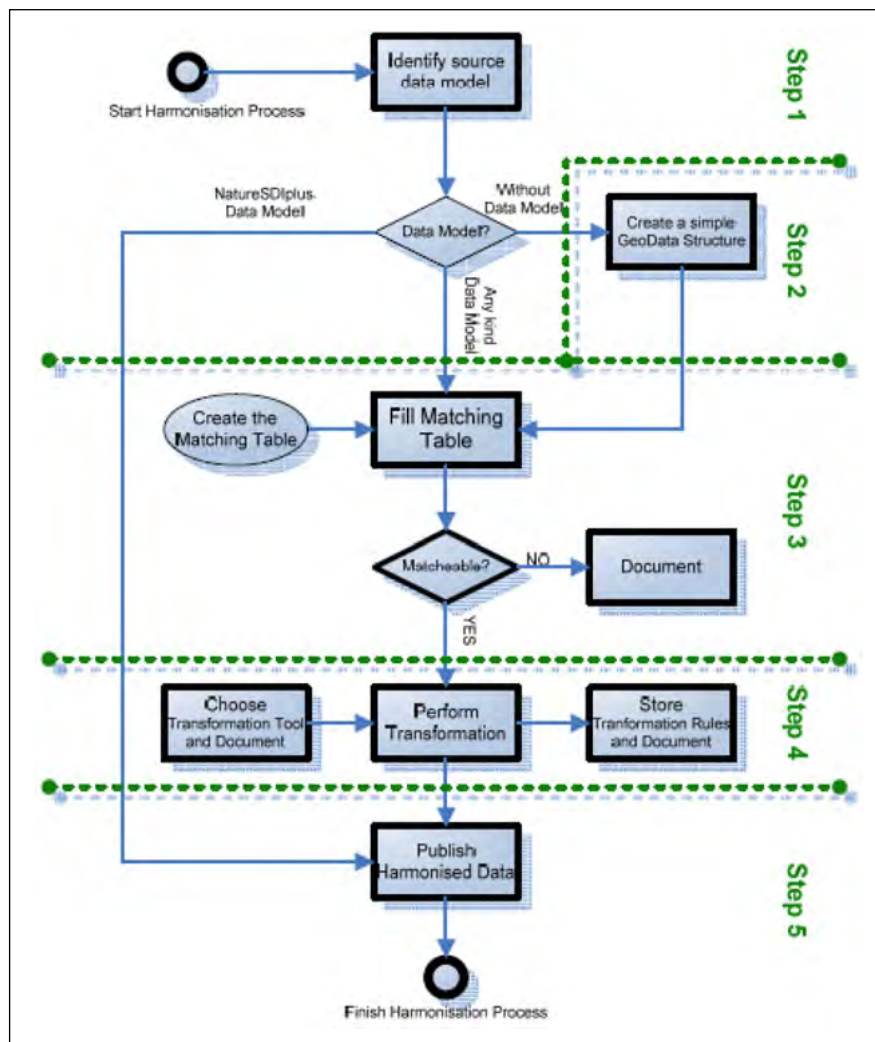 Identify source
data model
Start Harmonisation Process
Step 1
NatureSDIplus
Data Model
Without
Data Model
Data Model?
Create a simple
GeoData Structure
Step 2
Any kind
Data Model
Create the
Matching Table
Fill Matching
Table
Step 3
Matcheable?
NO
Document
YES
Choose
Transformation Tool
and Document
Perform
Transformation
Store
Tranformation Rules
and Document
Step 4
Publish
Harmonised Data
Step 5
Finish Harmonisation Process